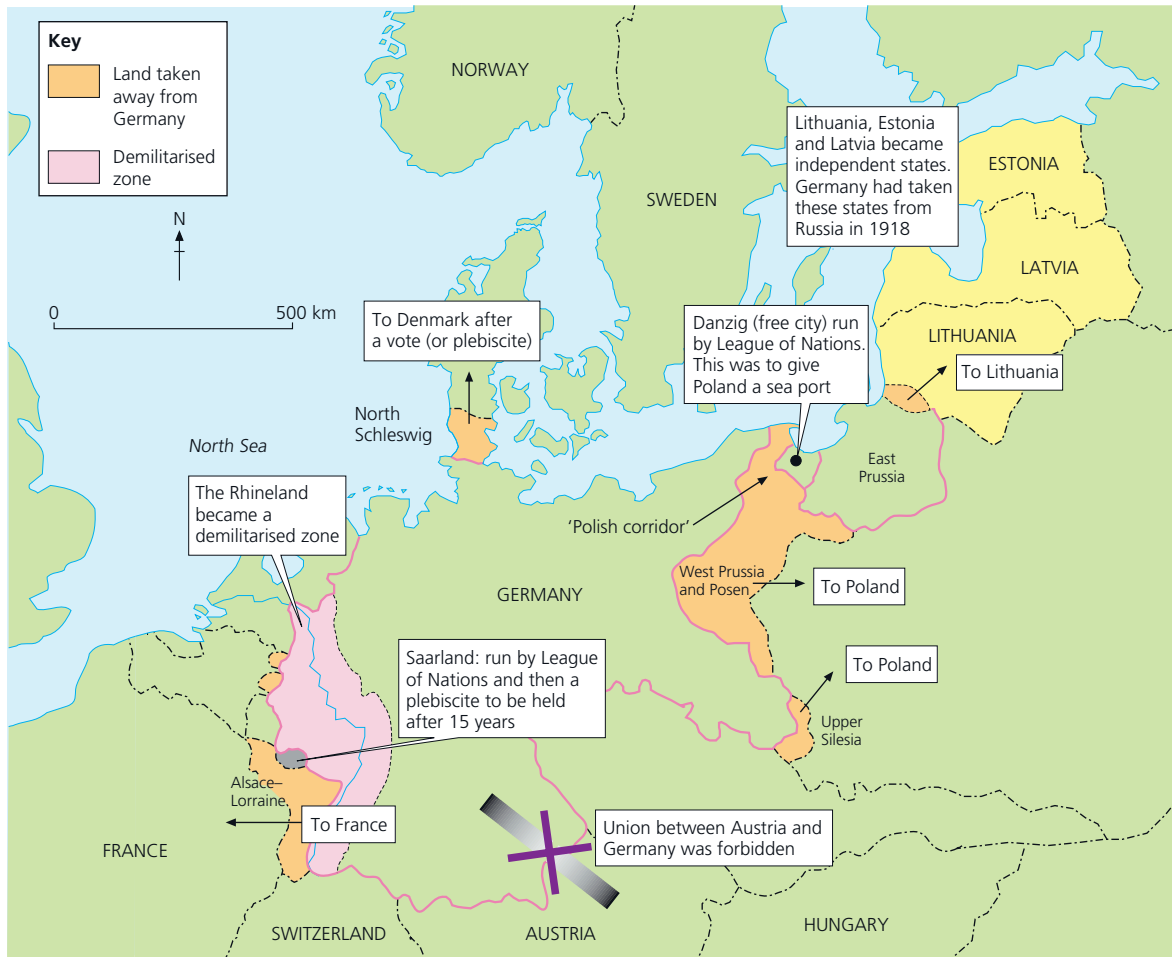 Key
Land taken
away from
Germany
Demilitarised
zone
N
0
500 km
NORWAY
SWEDEN
Lithuania, Estonia
and Latvia became
independent states.
Germany had taken
these states from
Russia in 1918
ESTONIA
LATVIA
LITHUANIA
To Lithuania
To Denmark after
a vote (or plebiscite)
Danzig (free city) run
by League of Nations.
This was to give
Poland a sea port
North
Schleswig
North Sea
East
Prussia
The Rhineland
became a
demilitarised zone
‘Polish corridor’
West Prussia
and Posen
To Poland
GERMANY
Saarland: run by League
of Nations and then a
plebiscite to be held
after 15 years
To Poland
Upper
Silesia
Alsace–
Lorraine
To France
FRANCE
Union between Austria and
Germany was forbidden
SWITZERLAND
AUSTRIA
HUNGARY